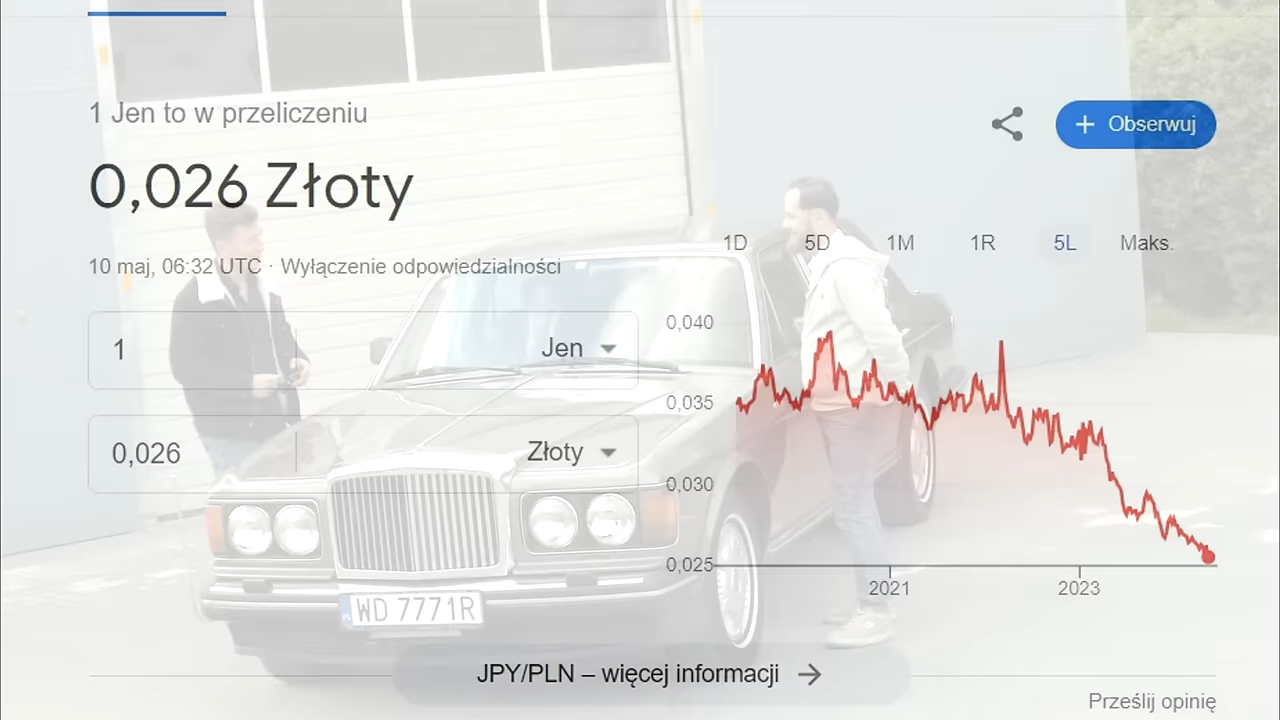 1 Jen to w przeliczeniu
0,026 Złoty
10 maj, 06:32 UTC · Wyłączenie odpowiedzialności
Obserwuj
1D 5D 1M 1R 5L Maks.
1 Jen
0,026 Złoty
0,040
0,035
0,030
0,025
2021 2023
WD 7771R
JPY/PLN – więcej informacji
Prześlij opinię